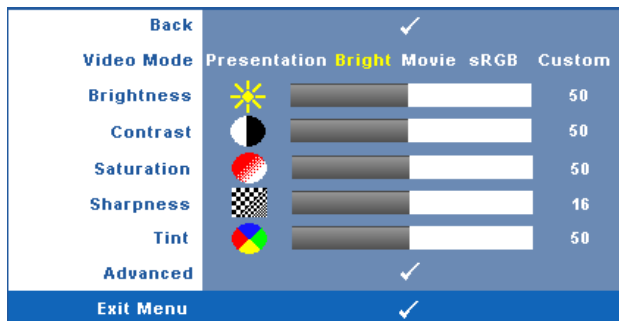 Back
Video Mode Presentation Bright Movie sRGB Custom
Brightness 50
Contrast 50
Saturation 50
Sharpness 16
Tint 50
Advanced
Exit Menu